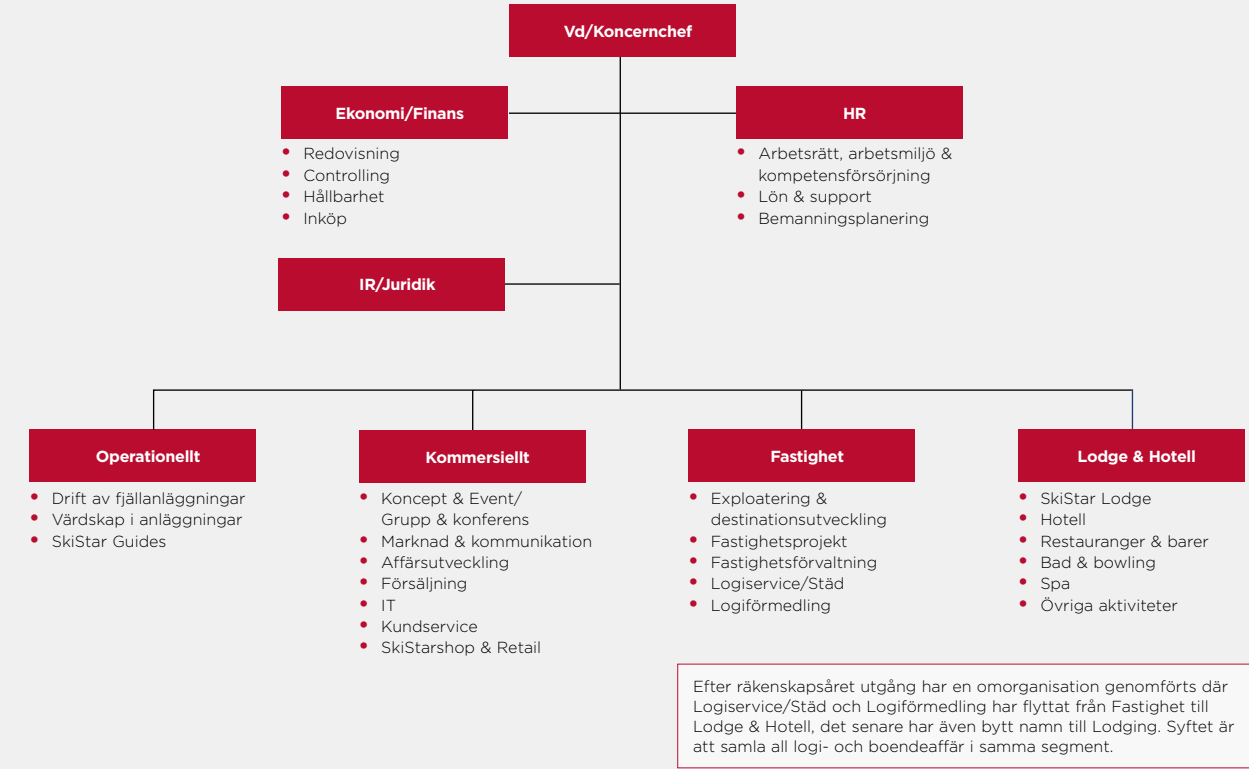 Vd/Koncernchef
Ekonomi/Finans
• Redovisning
• Controlling
• Hållbarhet
• Inköp
HR
• Arbetsrätt, arbetsmiljö &
kompetensförsörjning
• Lön & support
• Bemanningsplanering
IR/Juridik
Operationellt
• Drift av fjällanläggningar
• Värdskap i anläggningar
• SkiStar Guides
Kommersiellt
• Koncept & Event/
Grupp & konferens
• Marknad & kommunikation
• Affärsutveckling
• Försäljning
• IT
• Kundservice
• SkiStarshop & Retail
Fastighet
• Exploatering &
destinationsutveckling
• Fastighetsprojekt
• Fastighetsförvaltning
• Logiservice/Städ
• Logiförmedling
Lodge & Hotell
• SkiStar Lodge
• Hotell
• Restauranger & barer
• Bad & bowling
• Spa
• Övriga aktiviteter
Efter räkenskapsåret utgång har en omorganisation genomförts där
Logiservice/Städ och Logiförmedling har flyttat från Fastighet till
Lodge & Hotell, det senare har även bytt namn till Lodging. Syftet är
att samla all logi- och boendeaffär i samma segment.